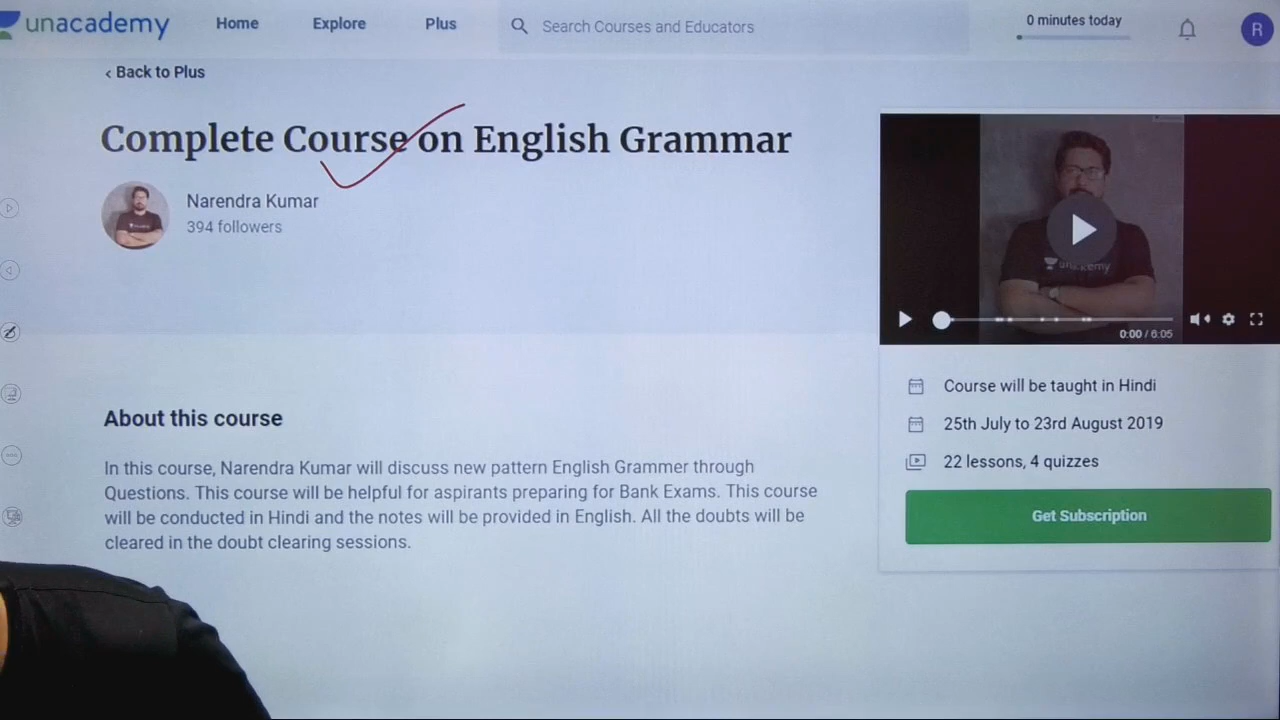 unacademy
Home
Explore
Plus
Search Courses and Educators
0 minutes today
R
‹ Back to Plus
Complete Course on English Grammar
Narendra Kumar
394 followers
unacademy
0:00 / 6:05
About this course
In this course, Narendra Kumar will discuss new pattern English Grammer through
Questions. This course will be helpful for aspirants preparing for Bank Exams. This course
will be conducted in Hindi and the notes will be provided in English. All the doubts will be
cleared in the doubt clearing sessions.
Course will be taught in Hindi
25th July to 23rd August 2019
22 lessons, 4 quizzes
Get Subscription